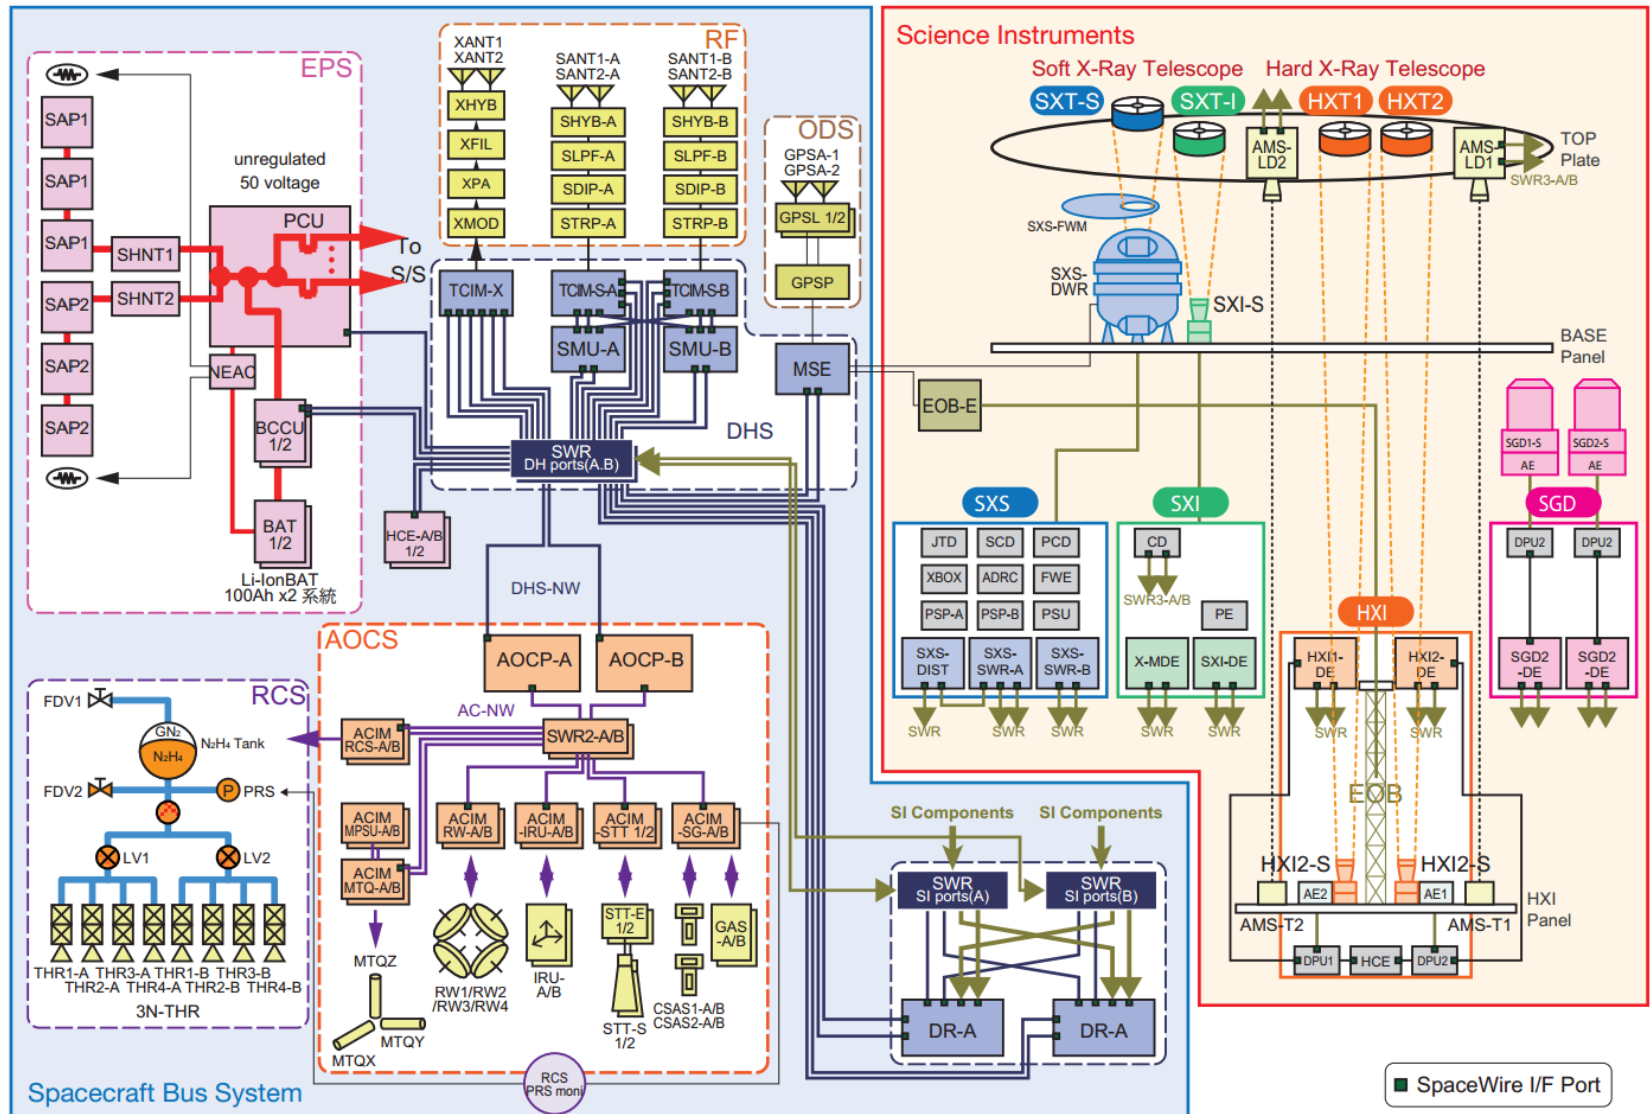 EPS
SAP1
SAP1
SAP1
SAP2
SAP2
SAP2
SHNT1
SHNT2
unregulated
50 voltage
PCU
To
S/S
NEAC
BCCU
1/2
BAT
1/2
Li-IonBAT
100Ah x2 系統
HCE-A/B
1/2
RF
XANT1
XANT2
XHYB
XFIL
XPA
XMOD
SANT1-A
SANT2-A
SHYB-A
SLPF-A
SDIP-A
STRP-A
SANT1-B
SANT2-B
SHYB-B
SLPF-B
SDIP-B
STRP-B
ODS
GPSA-1
GPSA-2
GPSL 1/2
GPSP
TCIM-X
TCIM-S-A
TCIM-S-B
SMU-A
SMU-B
MSE
DHS
SWR
DH ports(A.B)
DHS-NW
AOCS
AOCP-A
AOCP-B
AC-NW
SWR2-A/B
ACIM
RCS-A/B
ACIM
MPSU-A/B
ACIM
MTQ-A/B
ACIM
RW-A/B
ACIM
-IRU-A/B
ACIM
-STT 1/2
ACIM
-SG-A/B
MTQZ
MTQX
MTQY
RW1/RW2
/RW3/RW4
IRU-
A/B
STT-E
1/2
STT-S
1/2
CSAS1-A/B
CSAS2-A/B
GAS
-A/B
RCS
PRS moni
RCS
FDV1
GN2
N2H4
N2H4 Tank
FDV2
P
PRS
LV1
LV2
THR1-A THR3-A THR1-B THR3-B
THR2-A THR4-A THR2-B THR4-B
3N-THR
Spacecraft Bus System
SI Components
SI Components
SWR
SI ports(A)
SWR
SI ports(B)
DR-A
DR-A
Science Instruments
Soft X-Ray Telescope
Hard X-Ray Telescope
SXT-S
SXT-I
HXT1
HXT2
AMS-
LD2
AMS-
LD1
TOP
Plate
SWR3-A/B
SXS-FWM
SXS-
DWR
SXI-S
BASE
Panel
EOB-E
SXS
JTD
SCD
PCD
XBOX
ADRC
FWE
PSP-A
PSP-B
PSU
SXS-
DIST
SXS-
SWR-A
SXS-
SWR-B
SWR
SWR
SWR
SXI
CD
SWR3-A/B
PE
X-MDE
SXI-DE
SWR
SWR
SGD1-S
AE
SGD2-S
AE
SGD
DPU2
DPU2
SGD2
-DE
SGD2
-DE
HXI
HXI1-
DE
HXI2-
DE
SWR
SWR
EOB
HXI2-S
HXI2-S
AE2
AE1
AMS-T2
AMS-T1
HXI
Panel
DPU1
HCE
DPU2
SpaceWire I/F Port